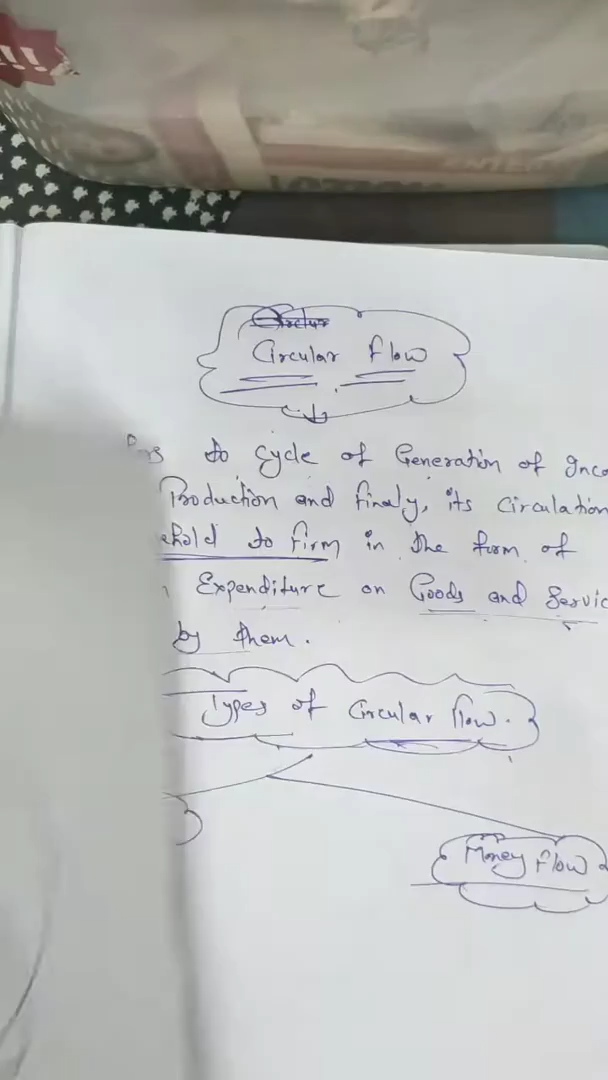 Circular flow
to cycle of Generation of Inco
Production and finaly, its circulation
ehold to firm in the form of
Expenditure on Goods and Servic
by them.
Types of Circular flow.
Money flow